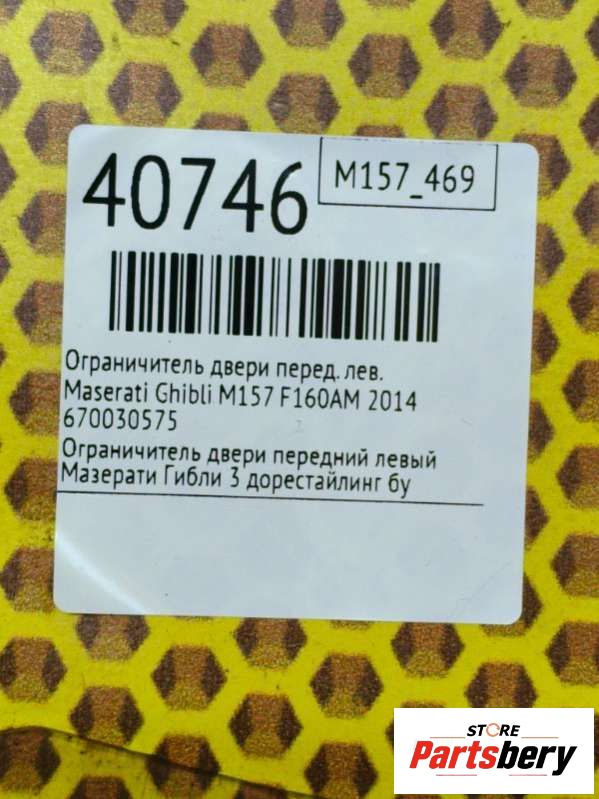 40746
M157_469
Ограничитель двери перед. лев.
Maserati Ghibli M157 F160AM 2014
670030575
Ограничитель двери передний левый
Мазерати Гибли 3 дорестайлинг бу
STORE
Partsbery